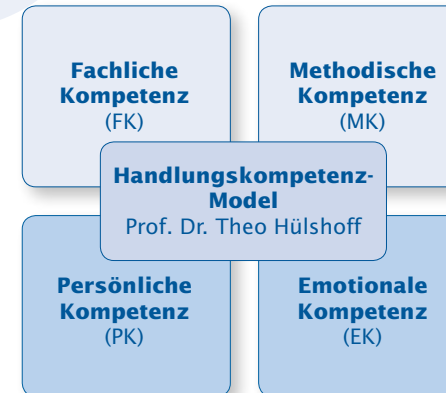 Fachliche
Kompetenz
(FK)
Methodische
Kompetenz
(MK)
Handlungskompetenz-
Model
Prof. Dr. Theo Hülshoff
Persönliche
Kompetenz
(PK)
Emotionale
Kompetenz
(EK)